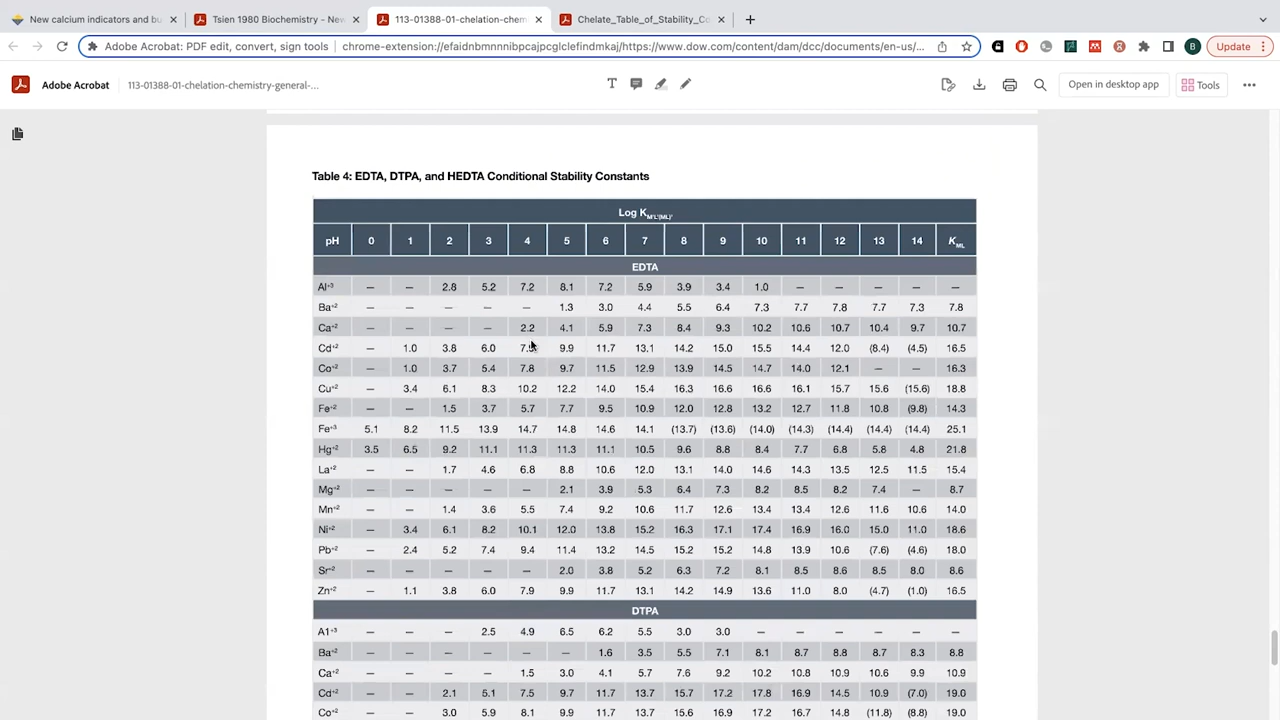 New calcium indicators and bu
Tsien 1980 Biochemistry - New
113-01388-01-chelation-chem
Chelate_Table_of_Stability_Co
Adobe Acrobat: PDF edit, convert, sign tools chrome-extension://efaidnbmnnnibpcajpcglclefindmkaj/https://www.dow.com/content/dam/dcc/documents/en-us/... B Update
Adobe Acrobat 113-01388-01-chelation-chemistry-general-... T Open in desktop app Tools
Table 4: EDTA, DTPA, and HEDTA Conditional Stability Constants
Log K M'L'(ML)'
pH 0 1 2 3 4 5 6 7 8 9 10 11 12 13 14 K ML
EDTA
Al+3 — — 2.8 5.2 7.2 8.1 7.2 5.9 3.9 3.4 1.0 — — — — —
Ba+2 — — — — — 1.3 3.0 4.4 5.5 6.4 7.3 7.7 7.8 7.7 7.3 7.8
Ca+2 — — — — 2.2 4.1 5.9 7.3 8.4 9.3 10.2 10.6 10.7 10.4 9.7 10.7
Cd+2 — 1.0 3.8 6.0 9.9 11.7 13.1 14.2 15.0 15.5 14.4 12.0 (8.4) (4.5) 16.5
Co+2 — 1.0 3.7 5.4 7.8 9.7 11.5 12.9 13.9 14.5 14.7 14.0 12.1 — — 16.3
Cu+2 — 3.4 6.1 8.3 10.2 12.2 14.0 15.4 16.3 16.6 16.6 16.1 15.7 15.6 (15.6) 18.8
Fe+2 — — 1.5 3.7 5.7 7.7 9.5 10.9 12.0 12.8 13.2 12.7 11.8 10.8 (9.8) 14.3
Fe+3 5.1 8.2 11.5 13.9 14.7 14.8 14.6 14.1 (13.7) (13.6) (14.0) (14.3) (14.4) (14.4) (14.4) 25.1
Hg+2 3.5 6.5 9.2 11.1 11.3 11.3 11.1 10.5 9.6 8.8 8.4 7.7 6.8 5.8 4.8 21.8
La+2 — — 1.7 4.6 6.8 8.8 10.6 12.0 13.1 14.0 14.6 14.3 13.5 12.5 11.5 15.4
Mg+2 — — — — — 2.1 3.9 5.3 6.4 7.3 8.2 8.5 8.2 7.4 — 8.7
Mn+2 — — 1.4 3.6 5.5 7.4 9.2 10.6 11.7 12.6 13.4 13.4 12.6 11.6 10.6 14.0
Ni+2 — 3.4 6.1 8.2 10.1 12.0 13.8 15.2 16.3 17.1 17.4 16.9 16.0 15.0 11.0 18.6
Pb+2 — 2.4 5.2 7.4 9.4 11.4 13.2 14.5 15.2 15.2 14.8 13.9 10.6 (7.6) (4.6) 18.0
Sr+2 — — — — — 2.0 3.8 5.2 6.3 7.2 8.1 8.5 8.6 8.5 8.0 8.6
Zn+2 — 1.1 3.8 6.0 7.9 9.9 11.7 13.1 14.2 14.9 13.6 11.0 8.0 (4.7) (1.0) 16.5
DTPA
A1+3 — — — 2.5 4.9 6.5 6.2 5.5 3.0 3.0 — — — — — —
Ba+2 — — — — — — 1.6 3.5 5.5 7.1 8.1 8.7 8.8 8.7 8.3 8.8
Ca+2 — — — — 1.5 3.0 4.1 5.7 7.6 9.2 10.2 10.8 10.9 10.6 9.9 10.9
Cd+2 — — 2.1 5.1 7.5 9.7 11.7 13.7 15.7 17.2 17.8 16.9 14.5 10.9 (7.0) 19.0
Co+2 — — 3.0 5.9 8.1 9.9 11.7 13.7 15.6 16.9 17.2 16.7 14.8 (11.8) (8.8) 19.0